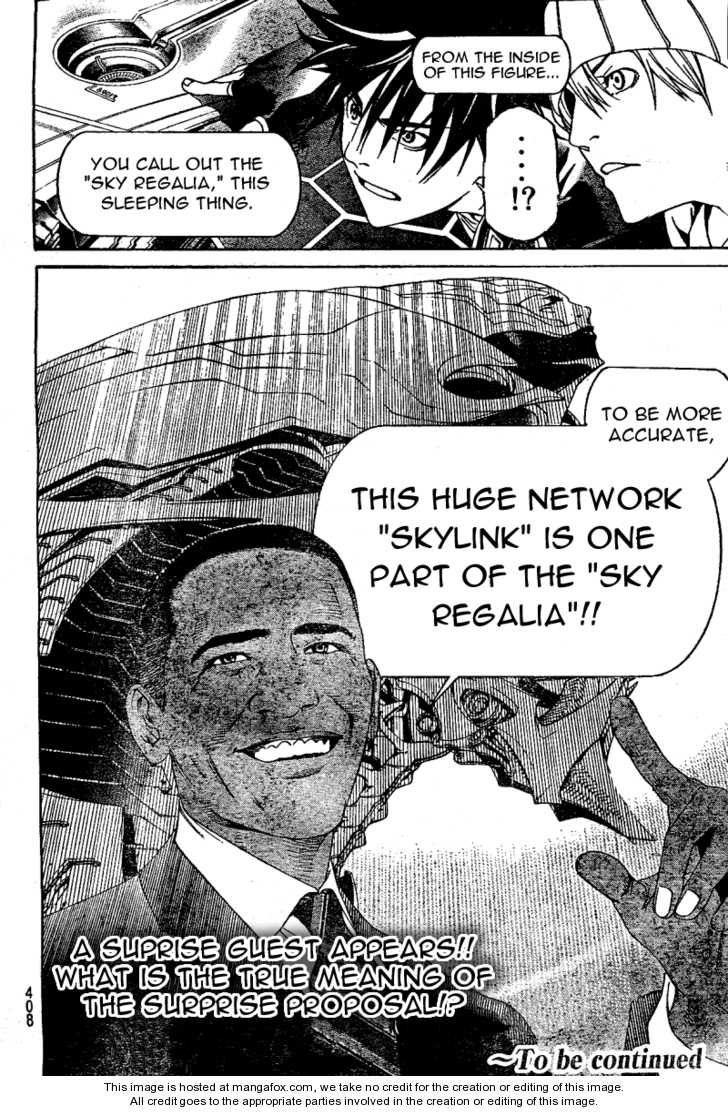 FROM THE INSIDE
OF THIS FIGURE...
...
!?
YOU CALL OUT THE
"SKY REGALIA," THIS
SLEEPING THING.
TO BE MORE
ACCURATE,
THIS HUGE NETWORK
"SKYLINK" IS ONE
PART OF THE "SKY
REGALIA"!!
A SUPRISE GUEST APPEARS!!
WHAT IS THE TRUE MEANING OF
THE SURPRISE PROPOSAL!?
408
~To be continued
This image is hosted at mangafox.com, we take no credit for the creation or editing of this image.
All credit goes to the appropriate parties involved in the creation or editing of this image.